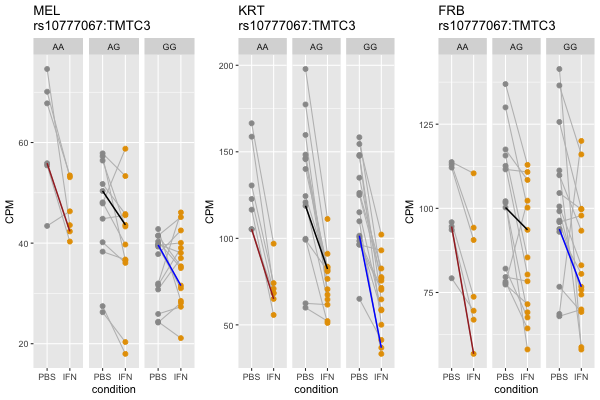 MEL
rs10777067:TMTC3
AA AG GG
60
40
20
CPM
PBS IFN PBS IFN PBS IFN
condition
KRT
rs10777067:TMTC3
AA AG GG
200
150
100
50
CPM
PBS IFN PBS IFN PBS IFN
condition
FRB
rs10777067:TMTC3
AA AG GG
125
100
75
CPM
PBS IFN PBS IFN PBS IFN
condition